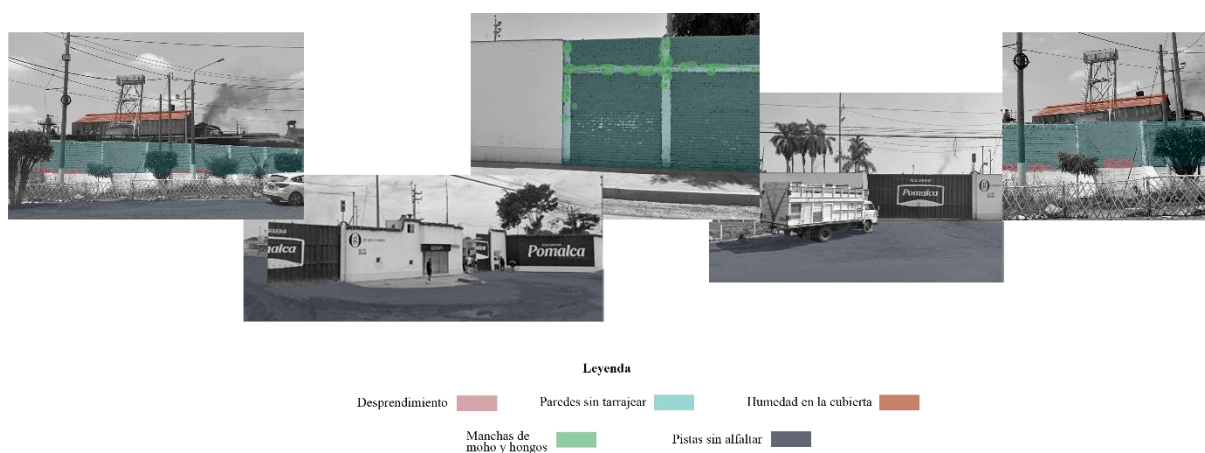 Pomalca
Pomalca
Pomalca
Leyenda
Desprendimiento
Paredes sin tarrajear
Humedad en la cubierta
Manchas de
moho y hongos
Pistas sin alfaltar